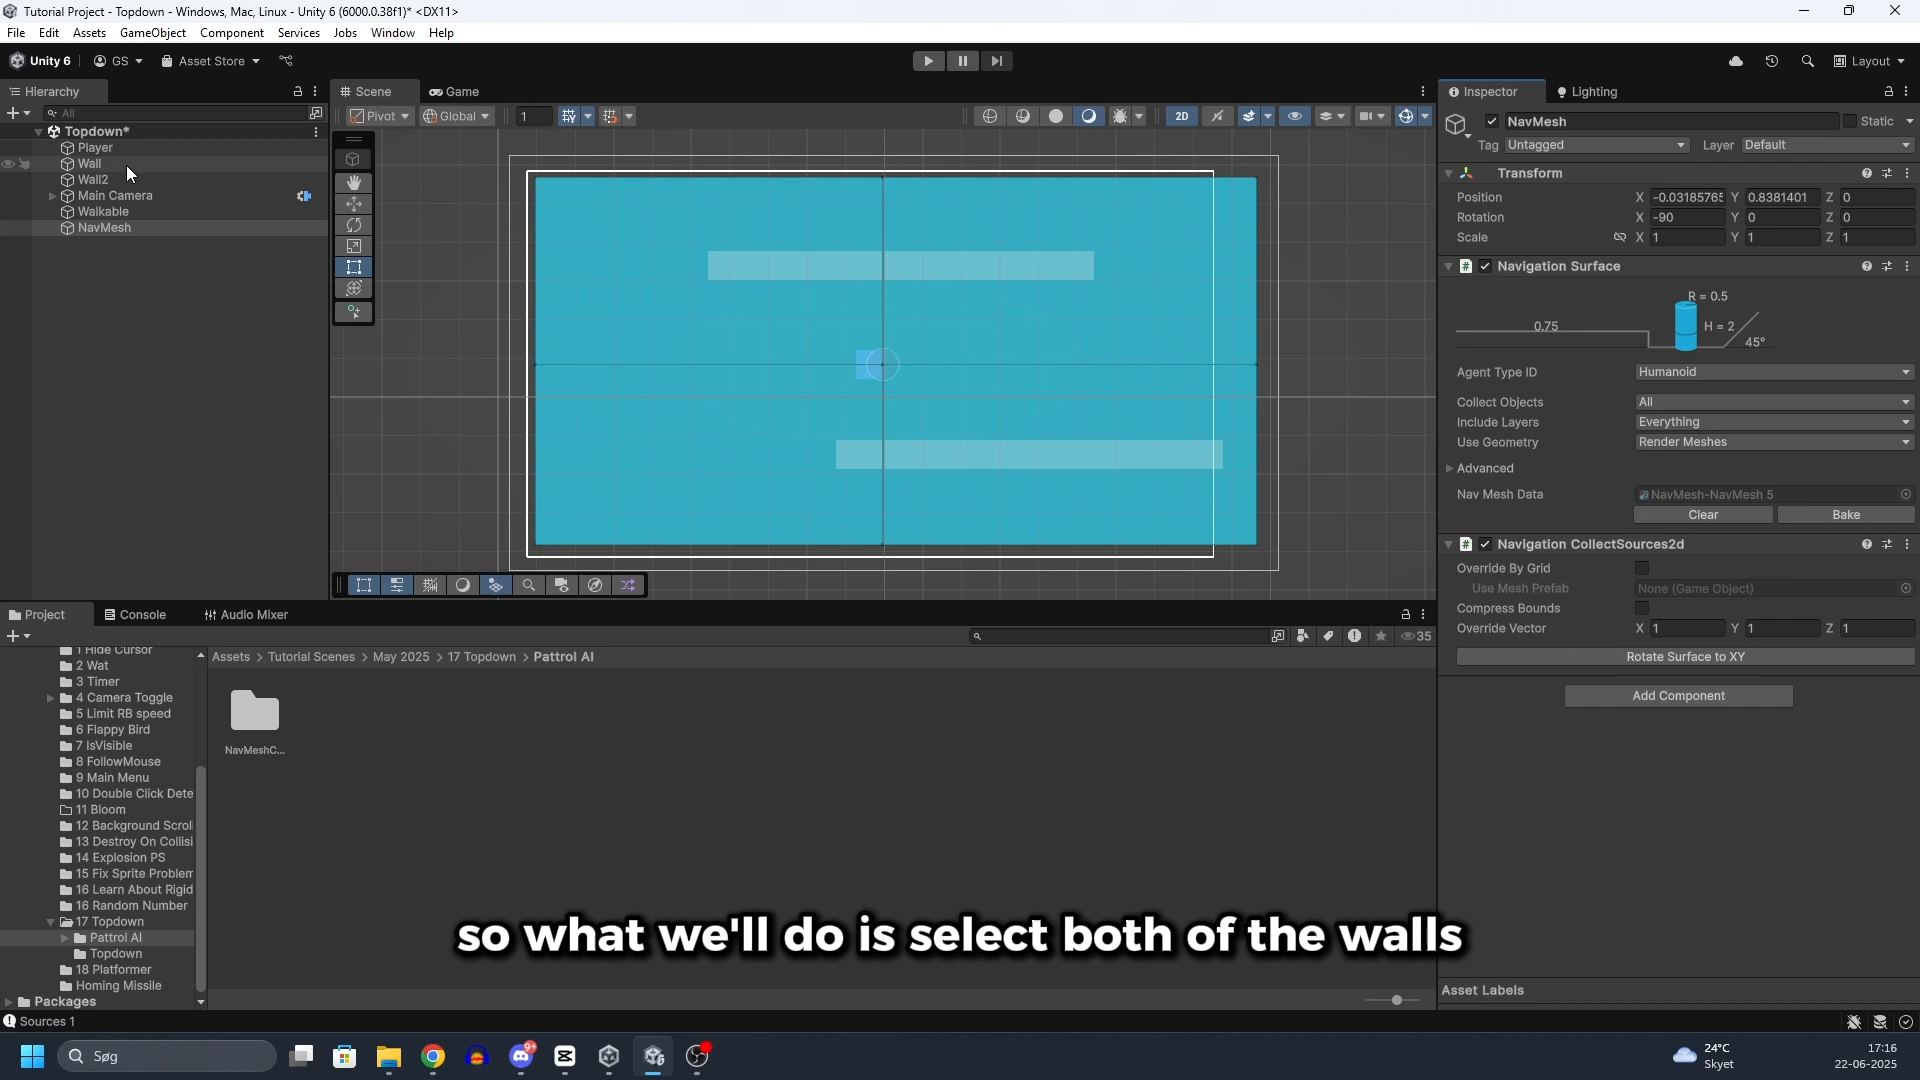 Tutorial Project - Topdown - Windows, Mac, Linux - Unity 6 (6000.0.38f1)* <DX11>
File Edit Assets GameObject Component Services Jobs Window Help
Unity 6 GS Asset Store Layout
Hierarchy
All
Topdown*
Player
Wall
Wall2
Main Camera
Walkable
NavMesh
Scene Game
Pivot Global 1 2D
Inspector Lighting
NavMesh Static
Tag Untagged Layer Default
Transform
Position X -0.03185765 Y 0.8381401 Z 0
Rotation X -90 Y 0 Z 0
Scale X 1 Y 1 Z 1
Navigation Surface
R = 0.5
0.75 H = 2
45°
Agent Type ID Humanoid
Collect Objects All
Include Layers Everything
Use Geometry Render Meshes
Advanced
Nav Mesh Data NavMesh-NavMesh 5
Clear Bake
Navigation CollectSources2d
Override By Grid
Use Mesh Prefab None (Game Object)
Compress Bounds
Override Vector X 1 Y 1 Z 1
Rotate Surface to XY
Add Component
Asset Labels
Project Console Audio Mixer
35
1 Hide Cursor
2 Wat
3 Timer
4 Camera Toggle
5 Limit RB speed
6 Flappy Bird
7 IsVisible
8 FollowMouse
9 Main Menu
10 Double Click Dete
11 Bloom
12 Background Scrol
13 Destroy On Collisi
14 Explosion PS
15 Fix Sprite Problem
16 Learn About Rigid
16 Random Number
17 Topdown
Pattrol AI
Topdown
18 Platformer
Homing Missile
Packages
Assets > Tutorial Scenes > May 2025 > 17 Topdown > Pattrol AI
NavMeshC...
so what we'll do is select both of the walls
Sources 1
Søg
9+
24°C
Skyet
17:16
22-06-2025